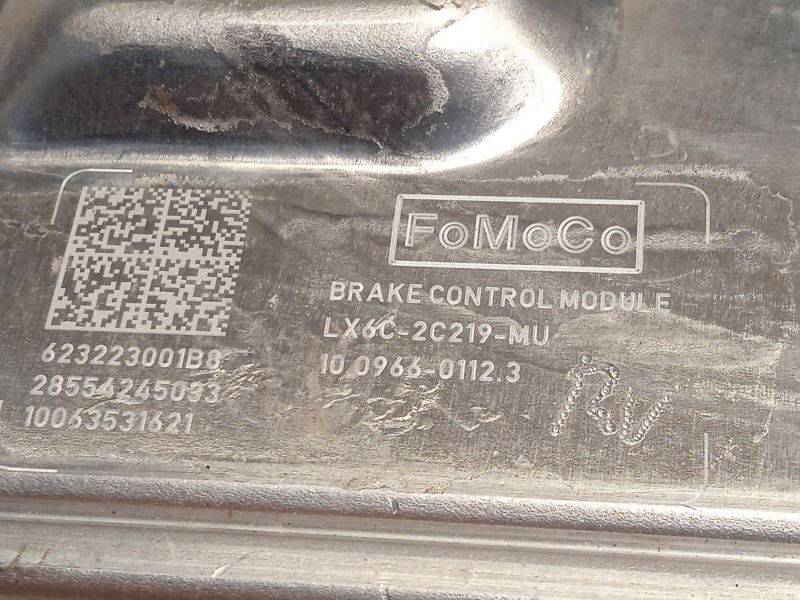 FoMoCo
BRAKE CONTROL MODULE
LX6C-2C219-MU
10.0966-0112.3
623223001B8
28554245033
10063531621